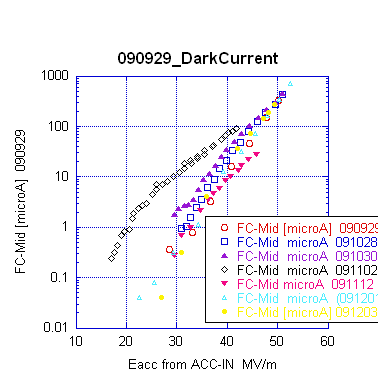 090929_DarkCurrent
FC-Mid [microA] 090929
1000
100
10
1
0.1
0.01
10
20
30
40
50
60
Eacc from ACC-IN MV/m
FC-Mid [microA] 090929
FC-Mid microA 091028
FC-Mid microA 091030
FC-Mid microA 091102
FC-Mid microA 091112
FC-Mid microA (09120
FC-Mid [microA] 091203